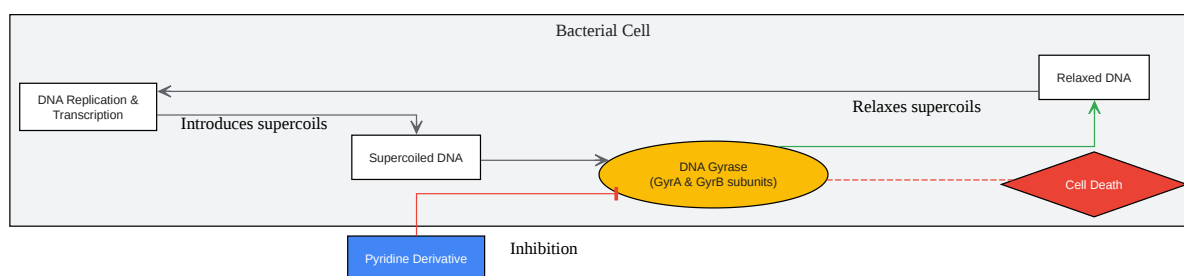 Bacterial Cell
Relaxed DNA
DNA Replication &
Transcription
Relaxes supercoils
Introduces supercoils
Supercoiled DNA
DNA Gyrase
(GyrA & GyrB subunits)
Cell Death
Pyridine Derivative
Inhibition